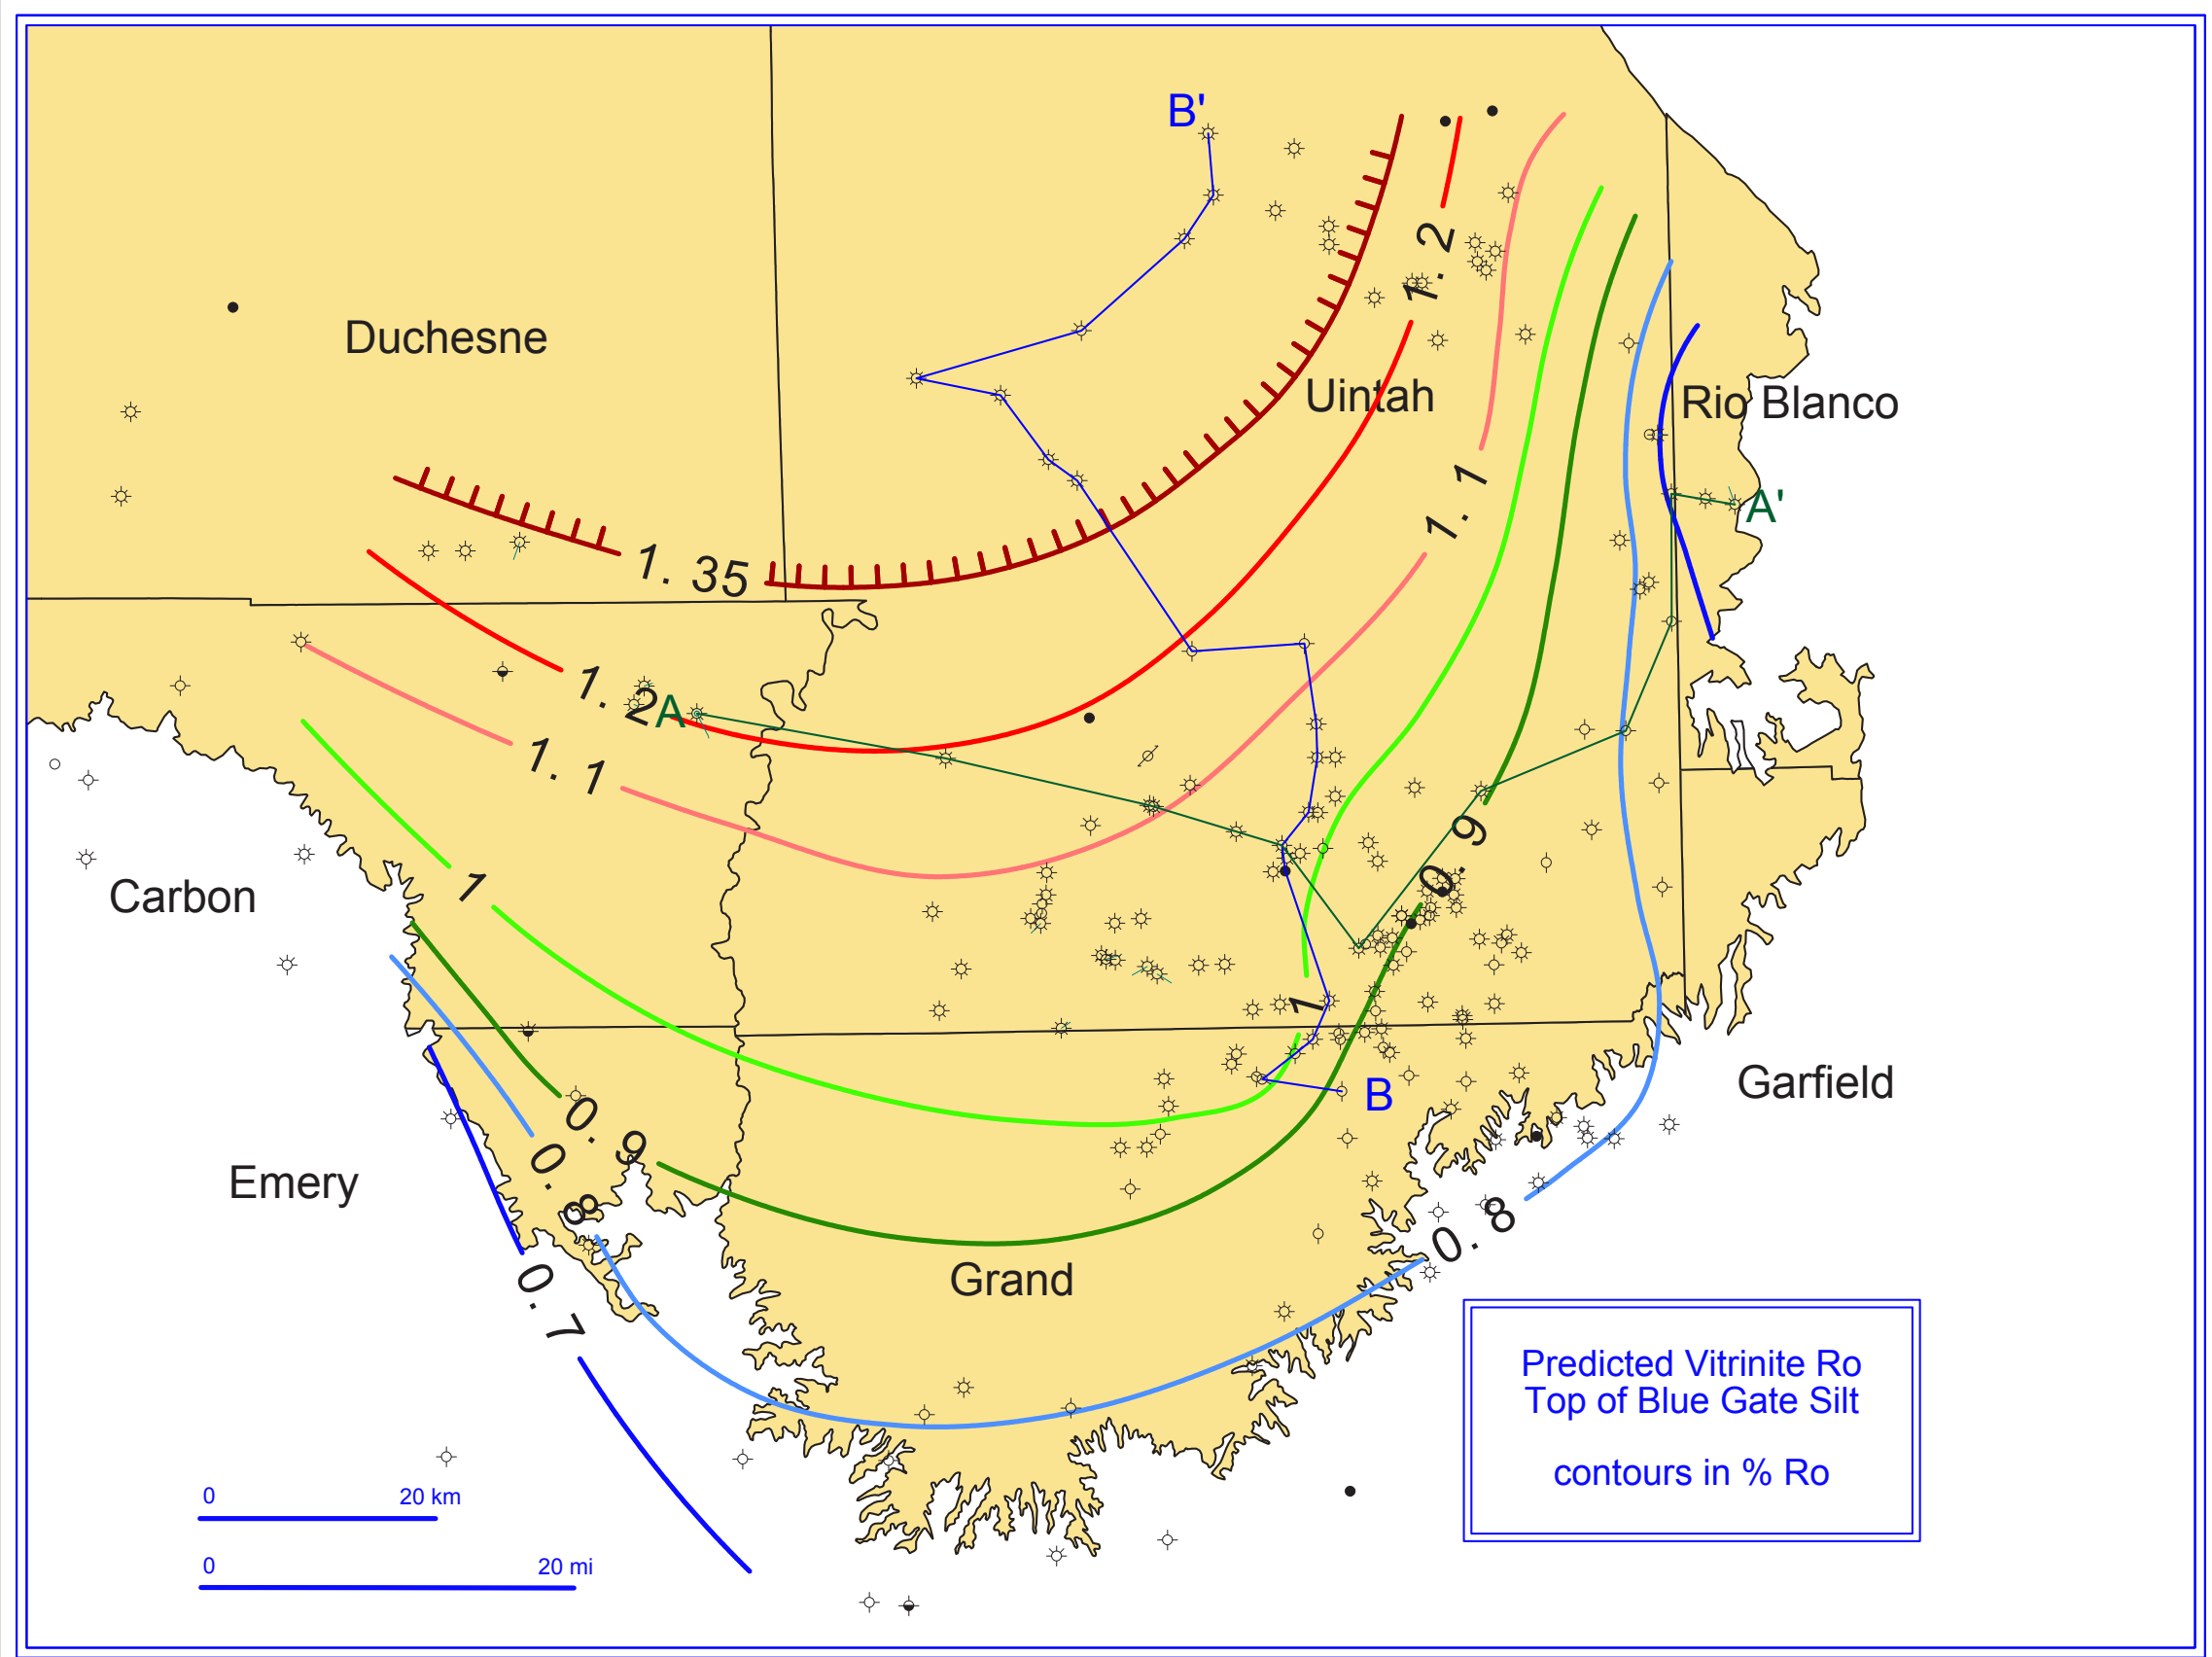 B'
1. 2
Duchesne
Uintah
Rio Blanco
1. 1
A'
1. 35
1. 2
A
1. 1
0. 9
1
Carbon
1
Garfield
B
0. 9
0. 8
Emery
0. 8
Grand
0. 7
Predicted Vitrinite Ro
Top of Blue Gate Silt
contours in % Ro
0 20 km
0 20 mi